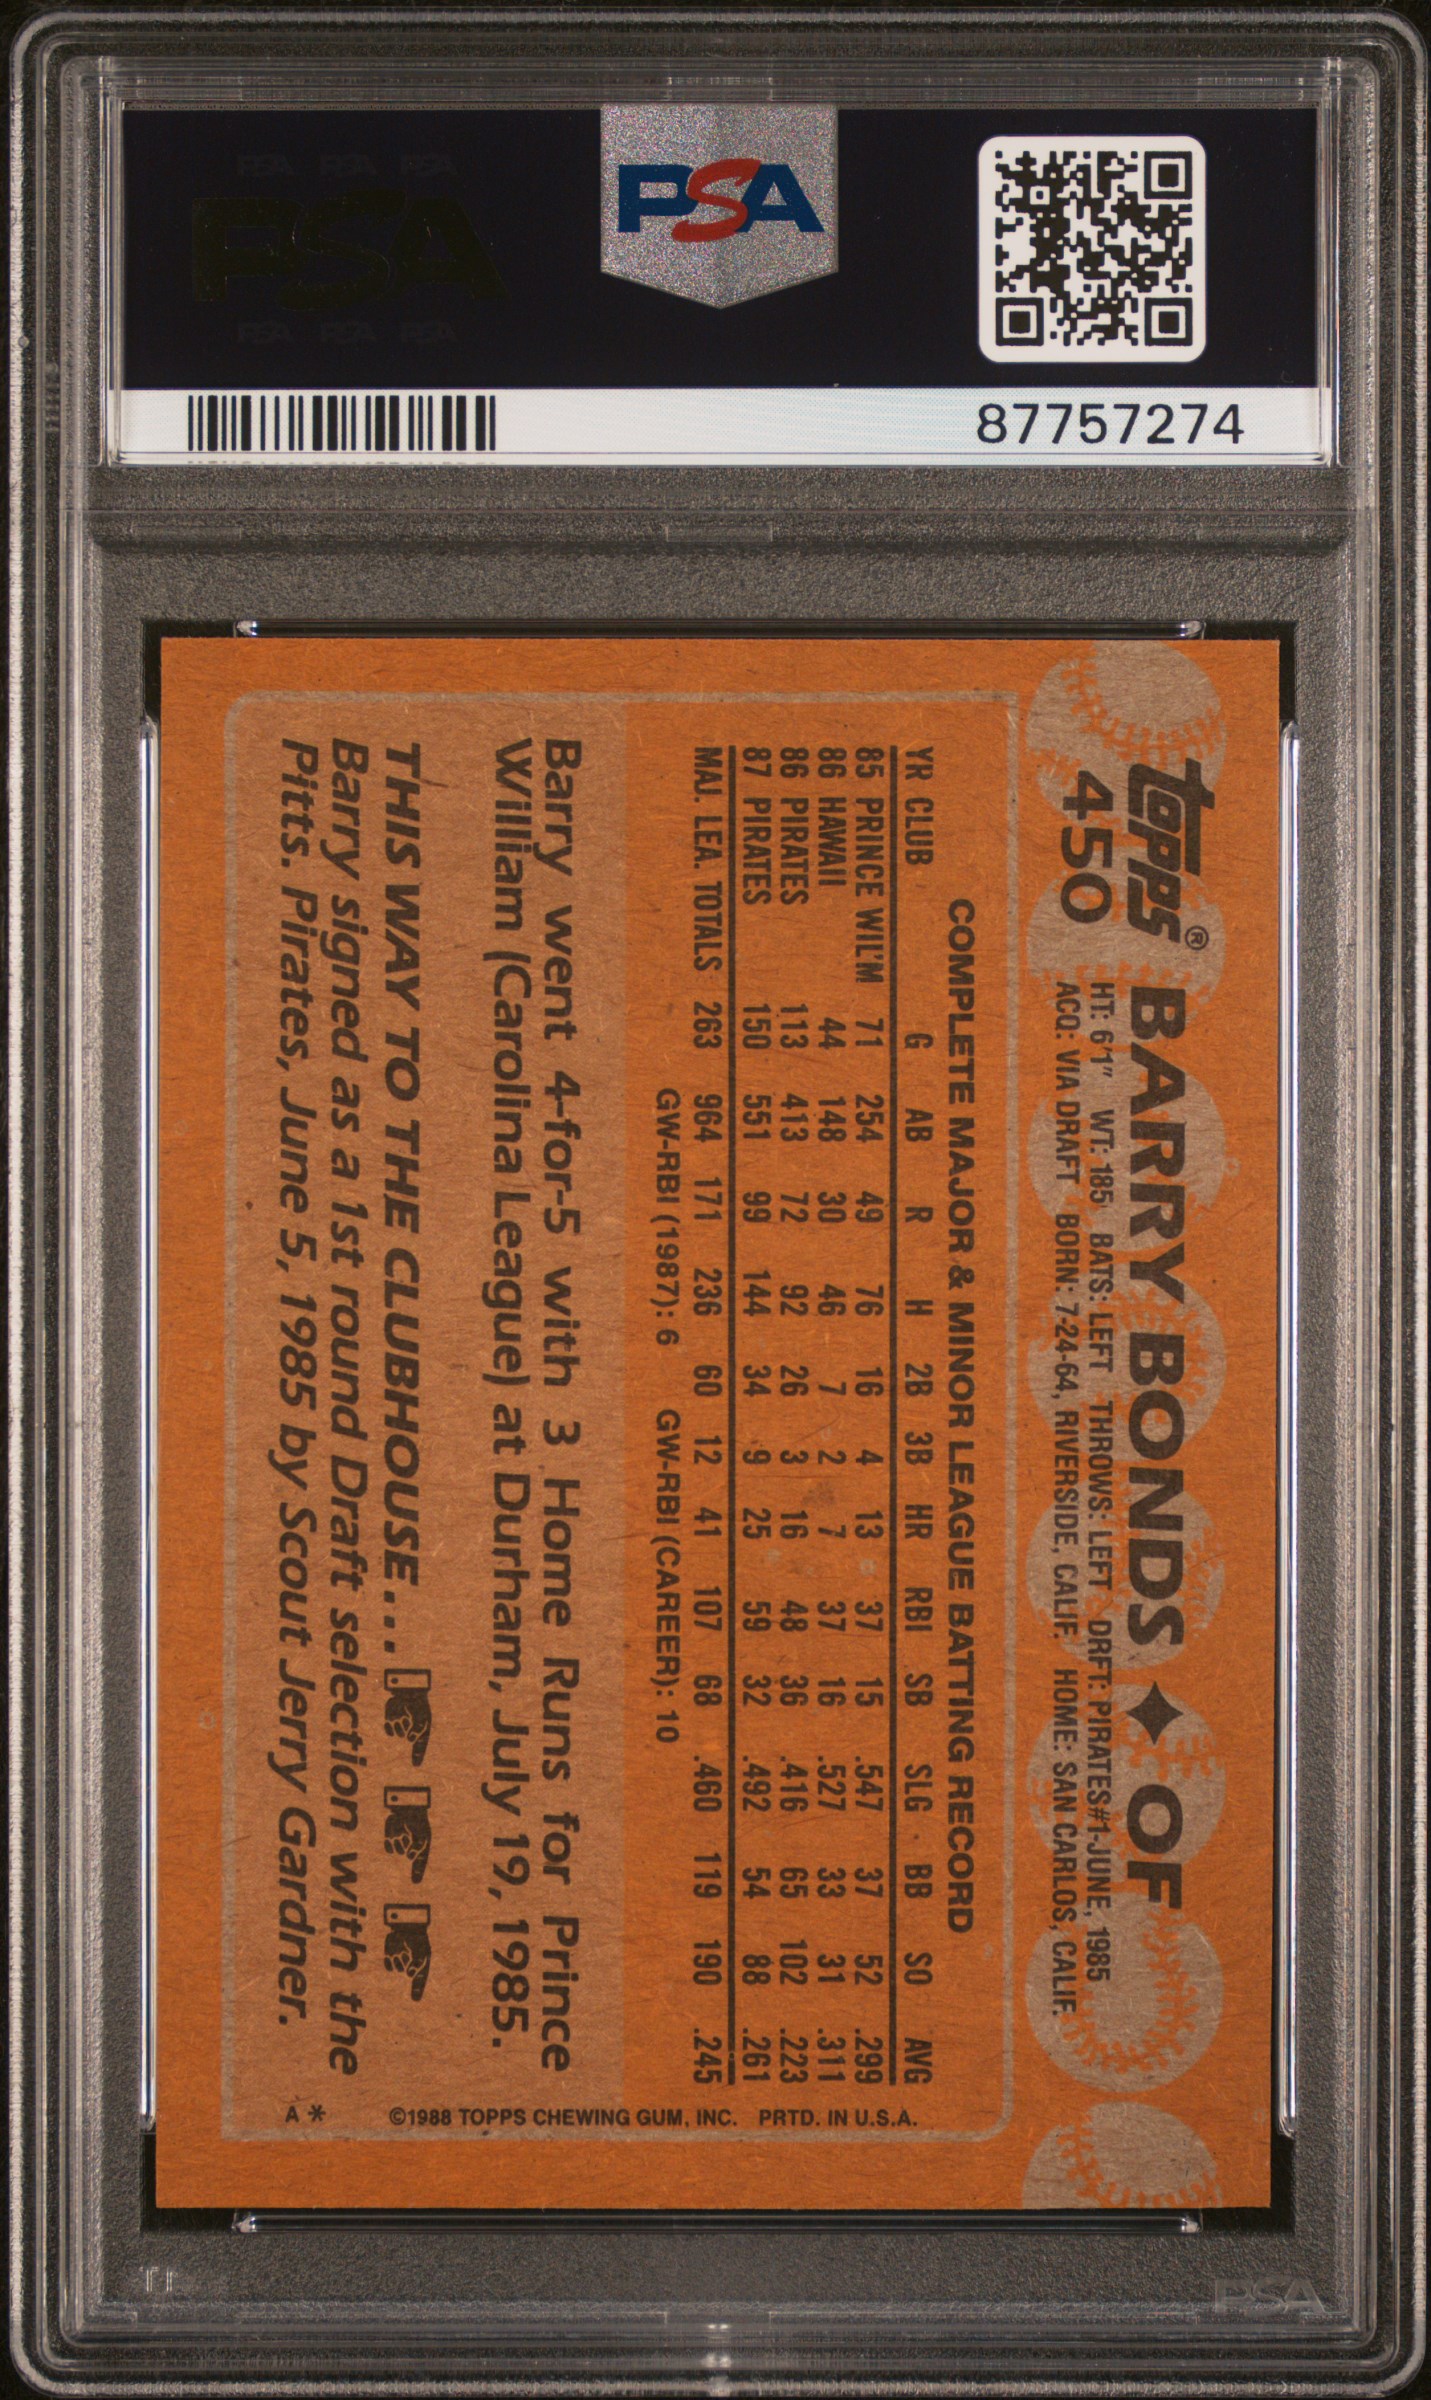 PSA PSA PSA
PSA
PSA PSA PSA
PSA
87757274
Topps®
450
BARRY BONDS ✦ OF
HT: 6'1" WT: 185 BATS: LEFT THROWS: LEFT DRFT: PIRATES#1-JUNE, 1985
ACQ: VIA DRAFT BORN: 7-24-64, RIVERSIDE, CALIF. HOME: SAN CARLOS, CALIF.
COMPLETE MAJOR & MINOR LEAGUE BATTING RECORD
YR CLUB G AB R H 2B 3B HR RBI SB SLG BB SO AVG
85 PRINCE WIL'M 71 254 49 76 16 4 13 37 15 .547 37 52 .299
86 HAWAII 44 148 30 46 7 2 7 37 16 .527 33 31 .311
86 PIRATES 113 413 72 92 26 3 16 48 36 .416 65 102 .223
87 PIRATES 150 551 99 144 34 9 25 59 32 .492 54 88 .261
MAJ. LEA. TOTALS 263 964 171 236 60 12 41 107 68 .460 119 190 .245
GW-RBI (1987): 6 GW-RBI (CAREER): 10
Barry went 4-for-5 with 3 Home Runs for Prince
William (Carolina League) at Durham, July 19, 1985.
THIS WAY TO THE CLUBHOUSE...
Barry signed as a 1st round Draft selection with the
Pitts. Pirates, June 5, 1985 by Scout Jerry Gardner.
©1988 TOPPS CHEWING GUM, INC. PRTD. IN U.S.A.
A *
PSA